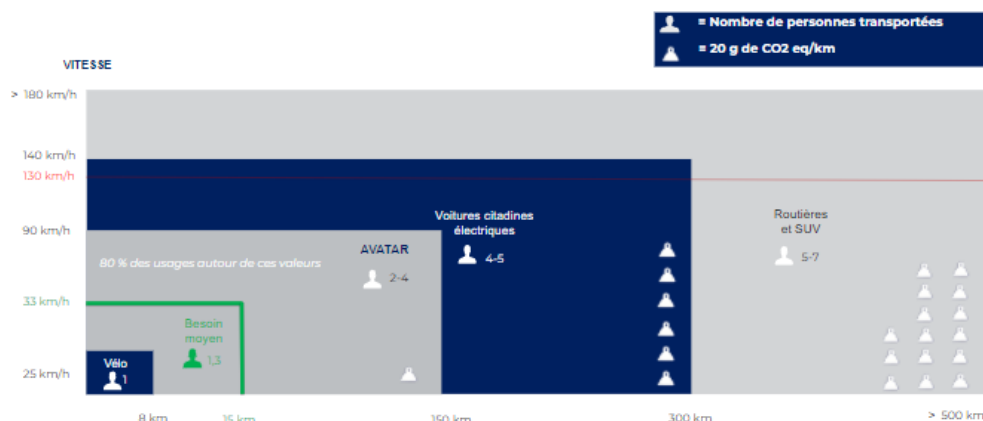 = Nombre de personnes transportées
= 20 g de CO2 eq/km
VITESSE
> 180 km/h
140 km/h
130 km/h
90 km/h
33 km/h
25 km/h
80 % des usages autour de ces valeurs
Vélo
1
Besoin
moyen
1,3
AVATAR
2-4
Voitures citadines
électriques
4-5
Routières
et SUV
5-7
8 km
15 km
150 km
300 km
> 500 km